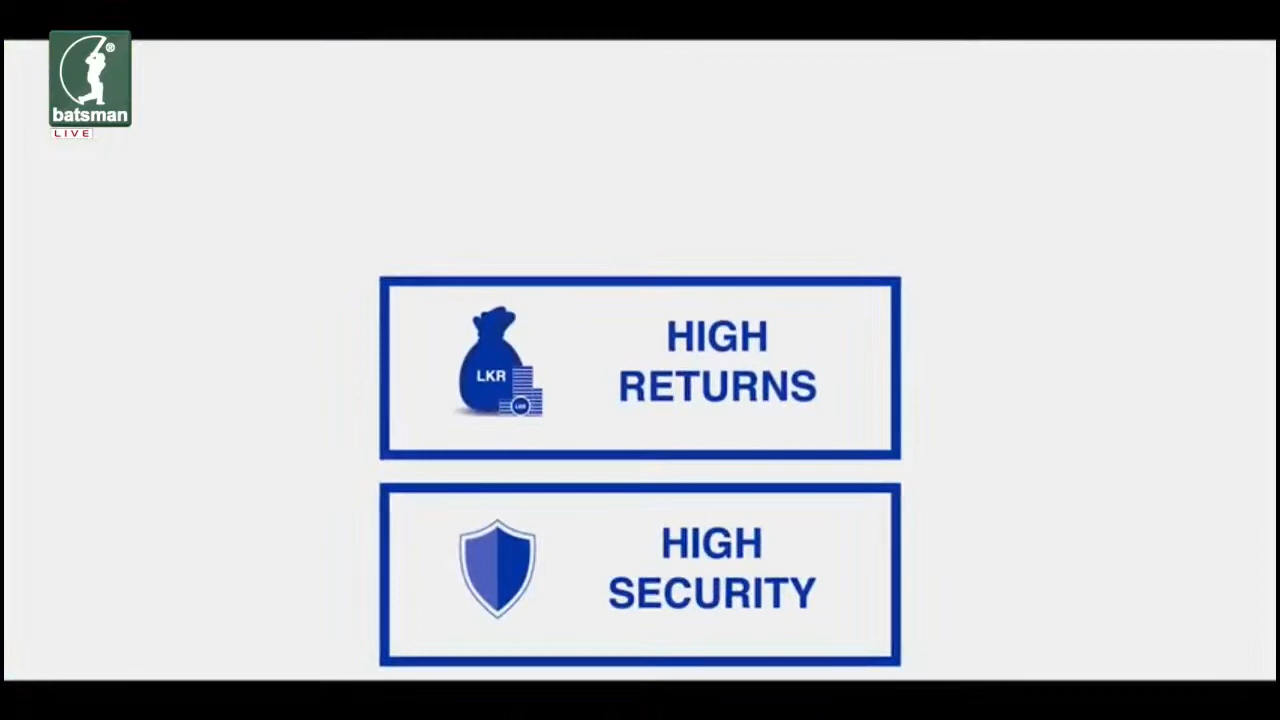 batsman
LIVE
HIGH
RETURNS
LKR
HIGH
SECURITY